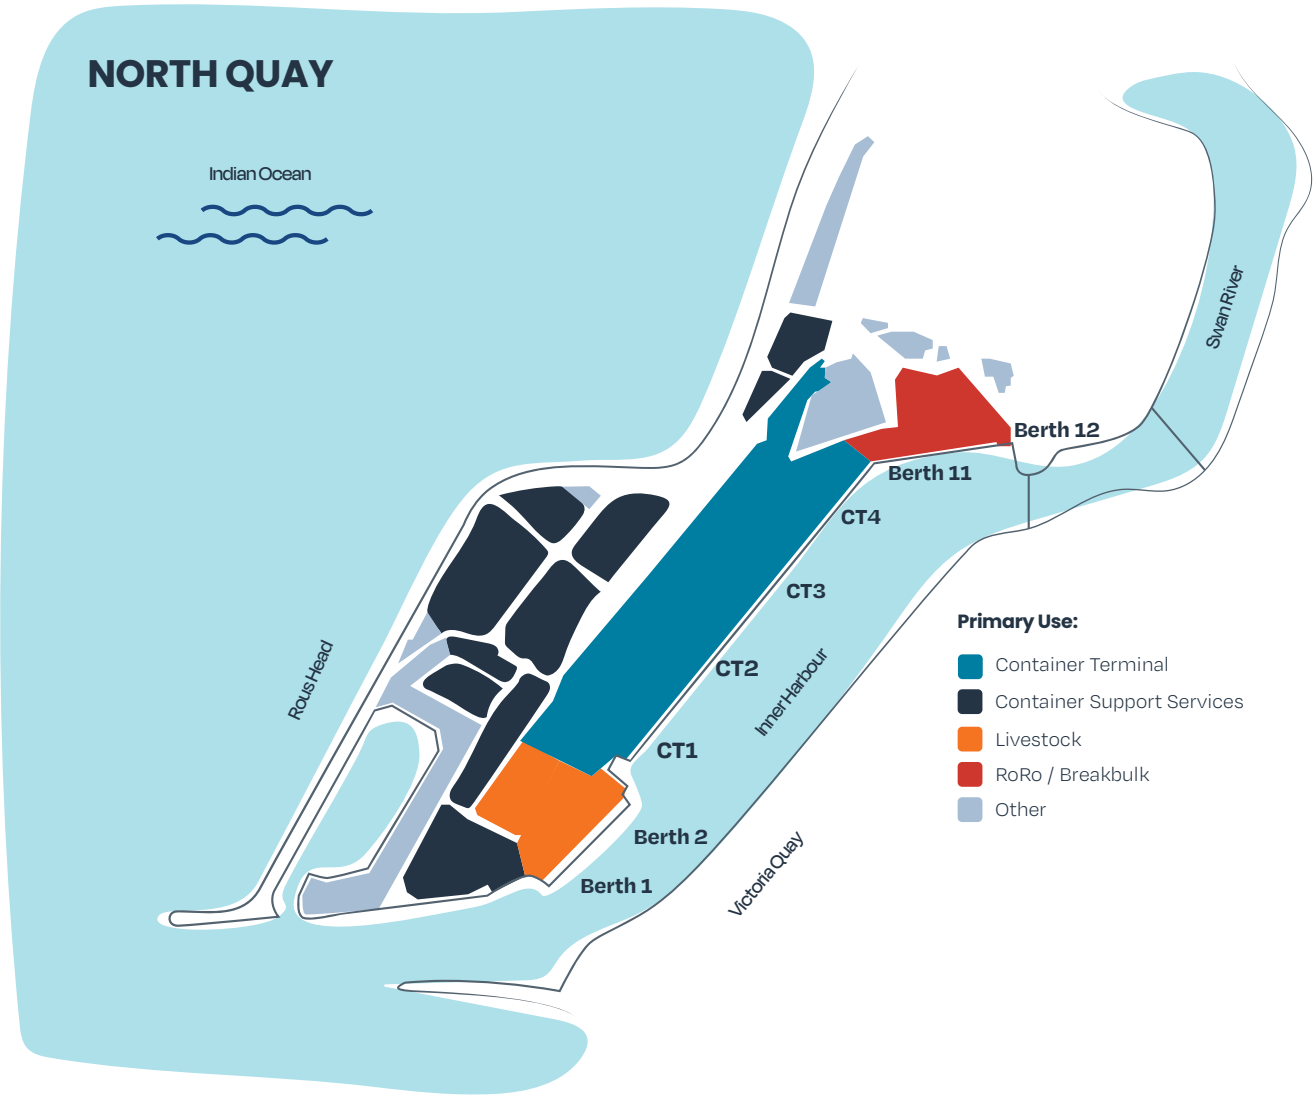 NORTH QUAY
Indian Ocean
Swan River
Berth 12
Berth 11
CT4
CT3
CT2
CT1
Inner Harbour
Rous Head
Berth 2
Berth 1
Victoria Quay
Primary Use:
Container Terminal
Container Support Services
Livestock
RoRo / Breakbulk
Other